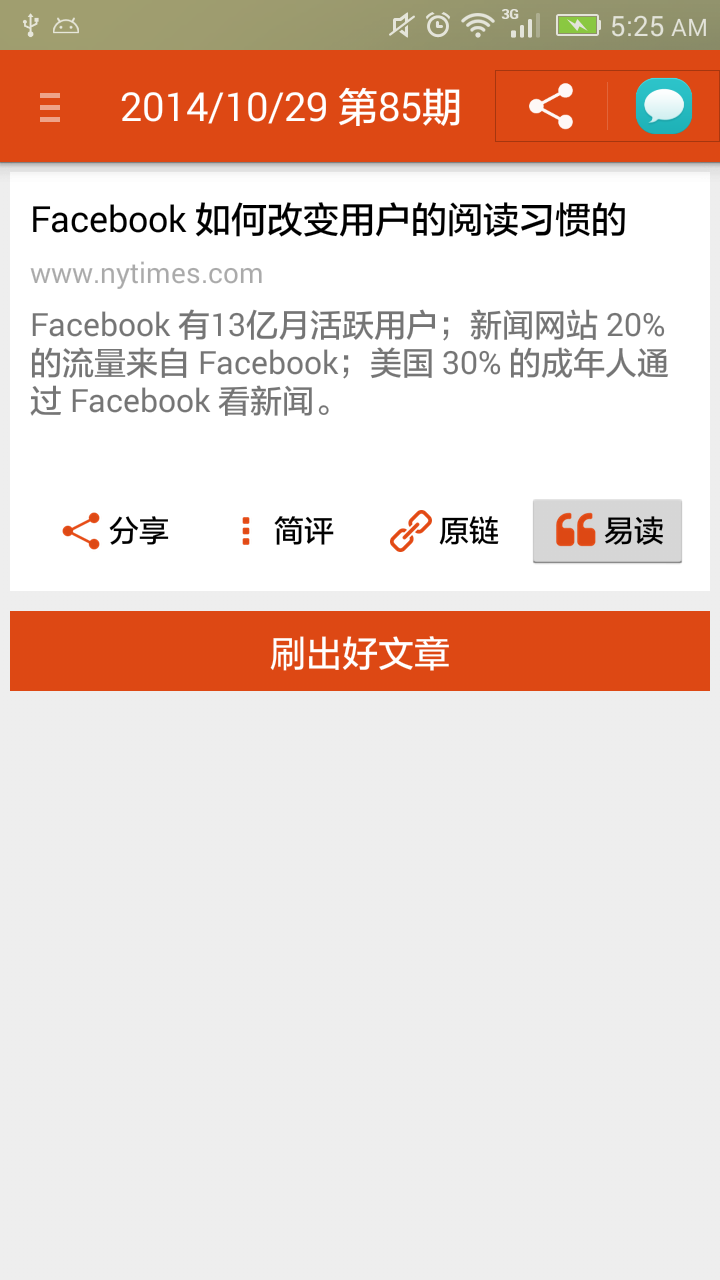 3G 5:25 AM
2014/10/29 第85期
Facebook 如何改变用户的阅读习惯的
www.nytimes.com
Facebook 有13亿月活跃用户；新闻网站 20%
的流量来自 Facebook；美国 30% 的成年人通
过 Facebook 看新闻。
分享 简评 原链 易读
刷出好文章